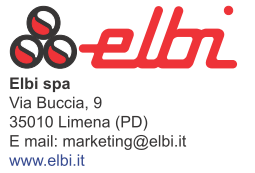 elbi
Elbi spa
Via Buccia, 9
35010 Limena (PD)
E mail: marketing@elbi.it
www.elbi.it